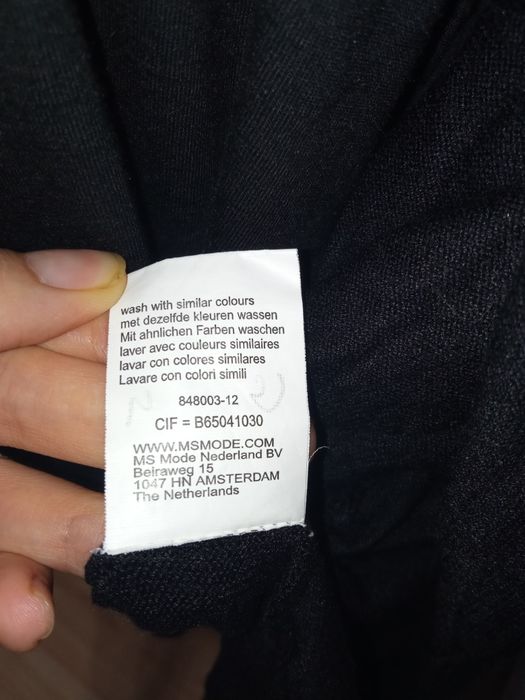 wash with similar colours
met dezelfde kleuren wassen
Mit ahnlichen Farben waschen
laver avec couleurs similaires
lavar con colores similares
Lavare con colori simili
848003-12
CIF = B65041030
WWW.MSMODE.COM
MS Mode Nederland BV
Beiraweg 15
1047 HN AMSTERDAM
The Netherlands